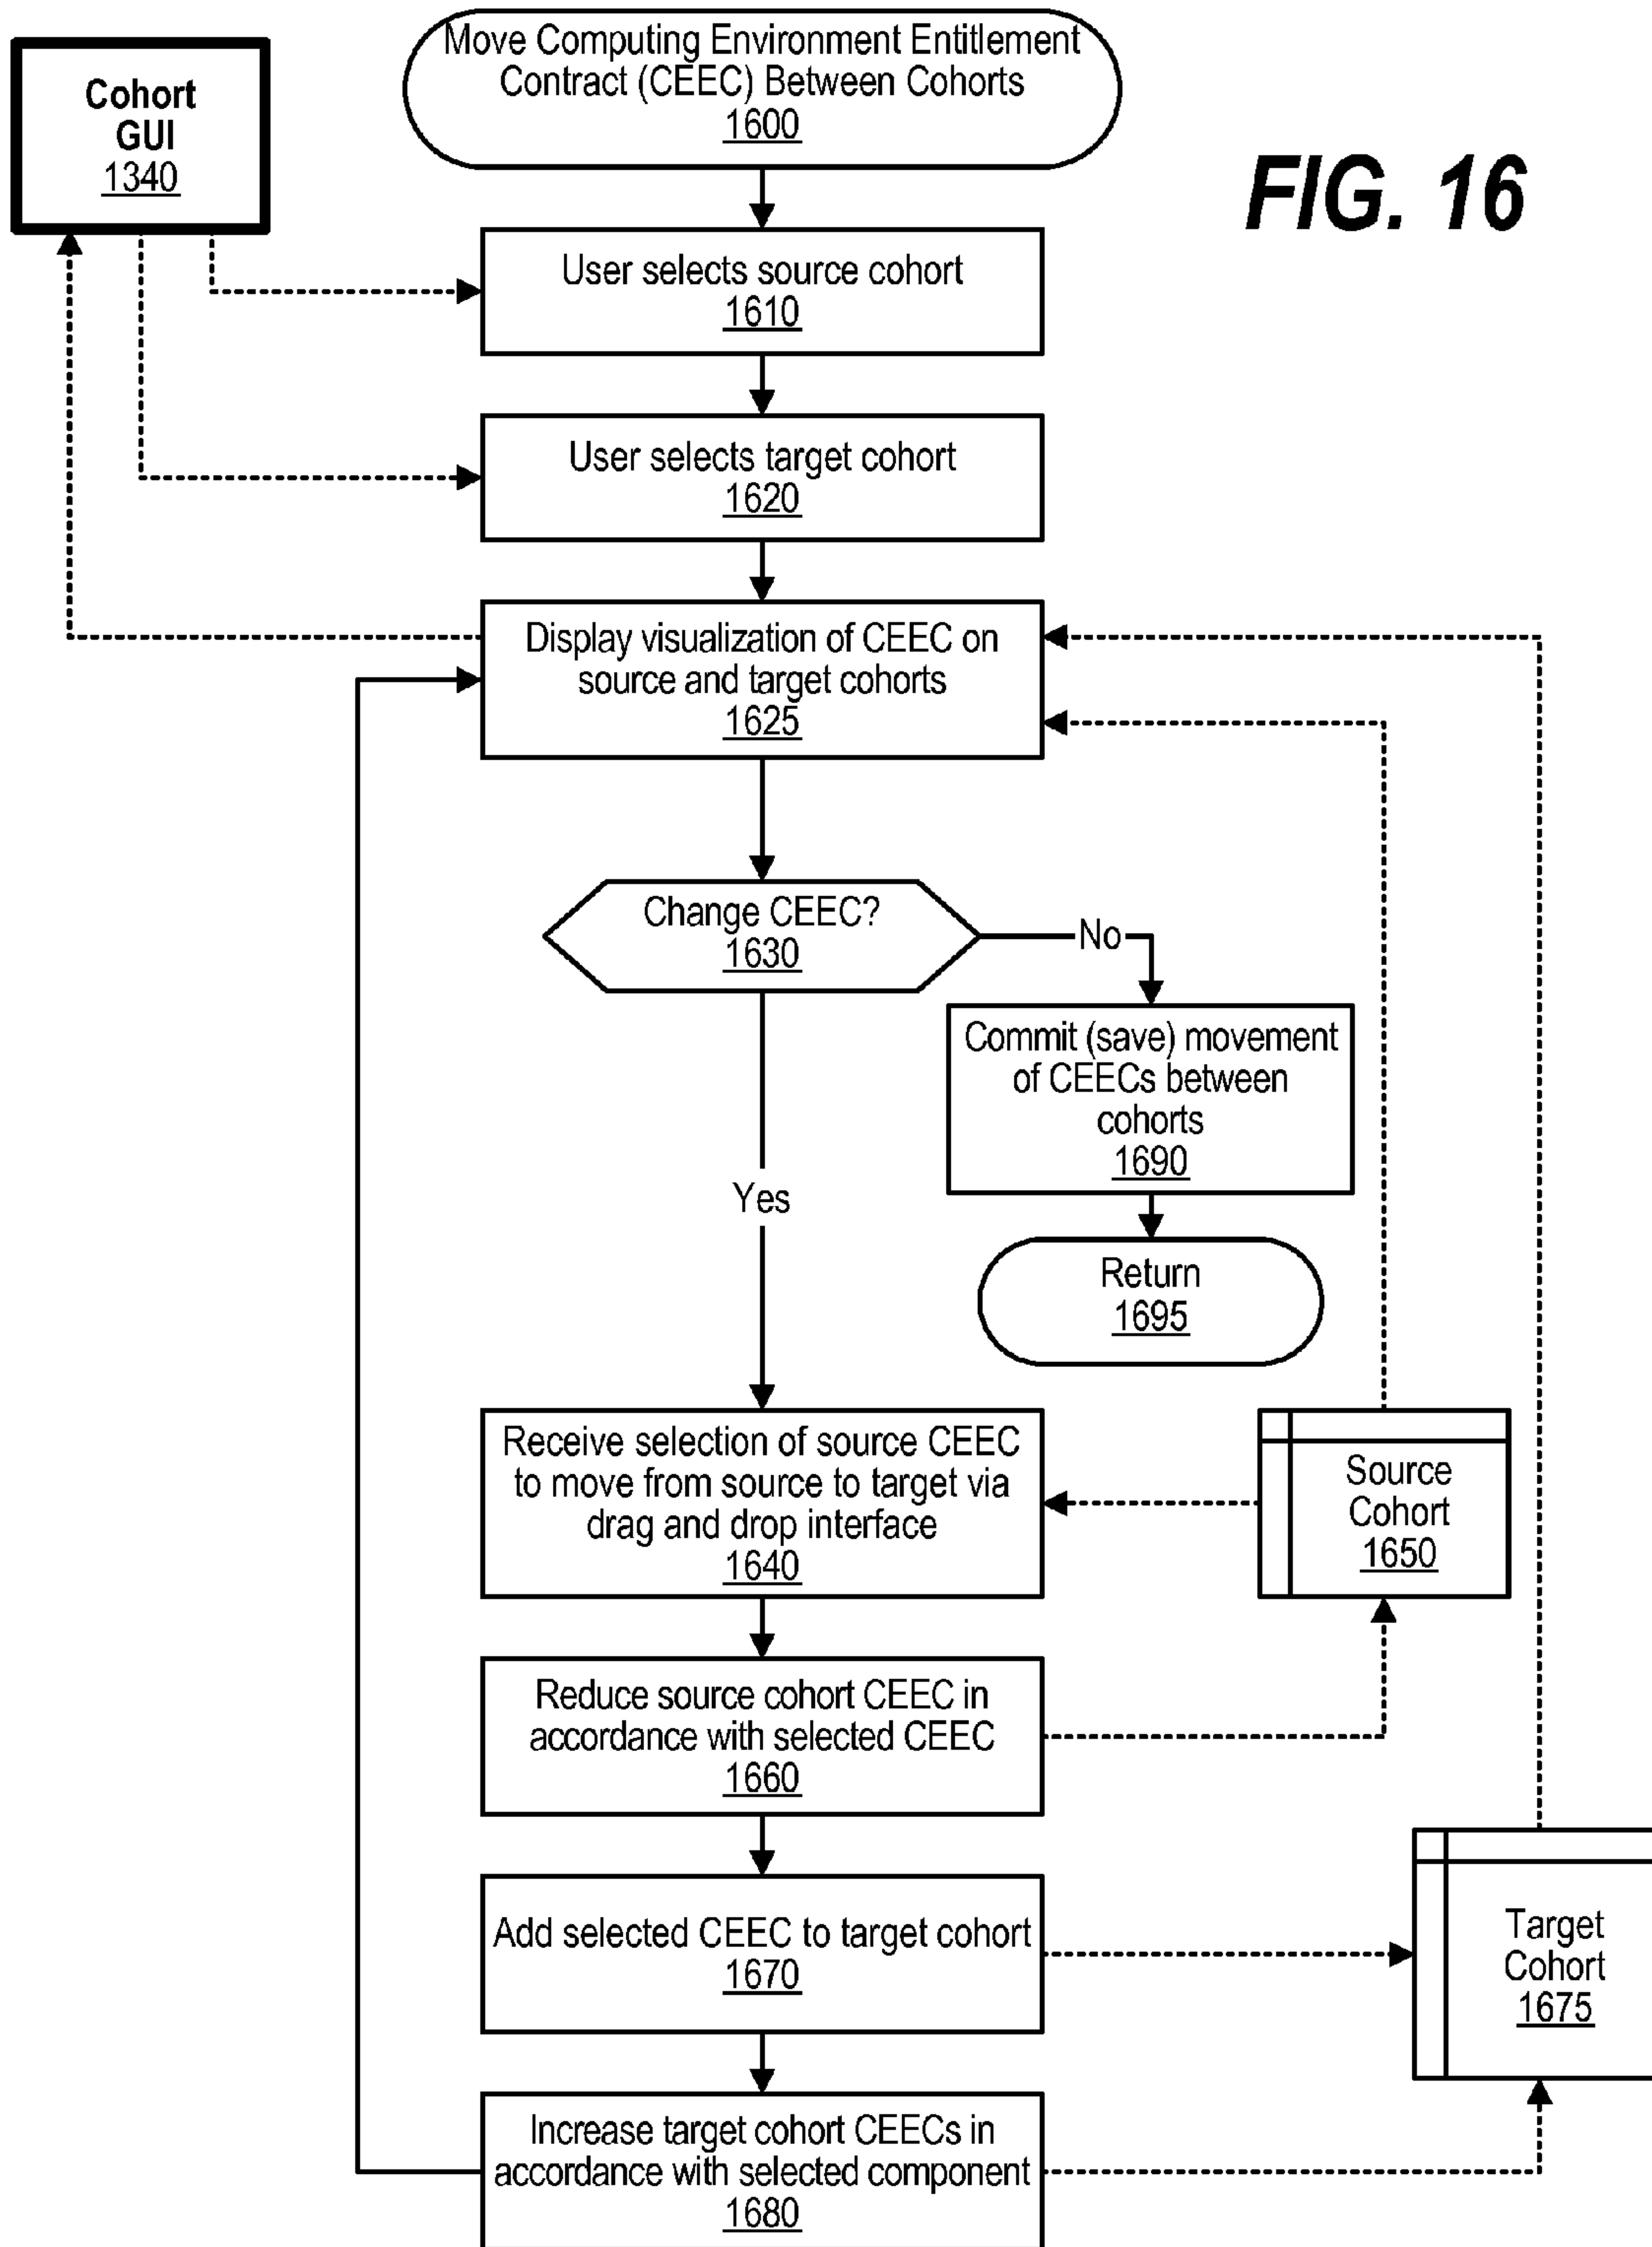 Move Computing Environment Entitlement
Contract (CEEC) Between Cohorts
1600
Cohort
GUI
1340
FIG. 16
User selects source cohort
1610
User selects target cohort
1620
Display visualization of CEEC on
source and target cohorts
1625
Change CEEC?
1630
No
Commit (save) movement
of CEECs between
cohorts
1690
Yes
Return
1695
Receive selection of source CEEC
to move from source to target via
drag and drop interface
1640
Source
Cohort
1650
Reduce source cohort CEEC in
accordance with selected CEEC
1660
Add selected CEEC to target cohort
1670
Target
Cohort
1675
Increase target cohort CEECs in
accordance with selected component
1680